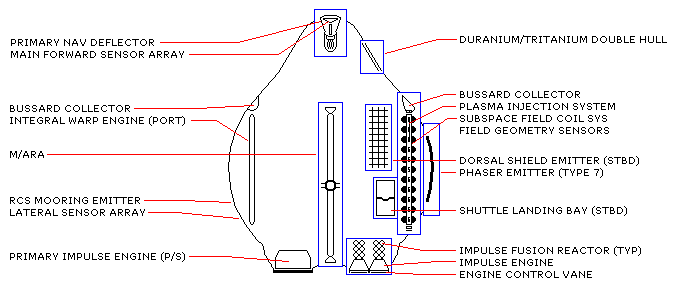 PRIMARY NAV DEFLECTOR
MAIN FORWARD SENSOR ARRAY
BUSSARD COLLECTOR
INTEGRAL WARP ENGINE (PORT)
M/ARA
RCS MOORING EMITTER
LATERAL SENSOR ARRAY
PRIMARY IMPULSE ENGINE (P/S)
DURANIUM/TRITANIUM DOUBLE HULL
BUSSARD COLLECTOR
PLASMA INJECTION SYSTEM
SUBSPACE FIELD COIL SYS
FIELD GEOMETRY SENSORS
DORSAL SHIELD EMITTER (STBD)
PHASER EMITTER (TYPE 7)
SHUTTLE LANDING BAY (STBD)
IMPULSE FUSION REACTOR (TYP)
IMPULSE ENGINE
ENGINE CONTROL VANE